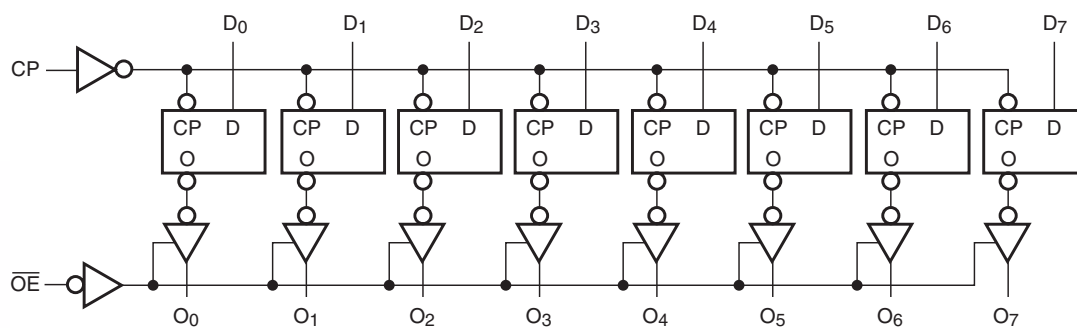 D0 D1 D2 D3 D4 D5 D6 D7
CP
CP D CP D CP D CP D CP D CP D CP D CP D
O O O O O O O O
OE
O0 O1 O2 O3 O4 O5 O6 O7